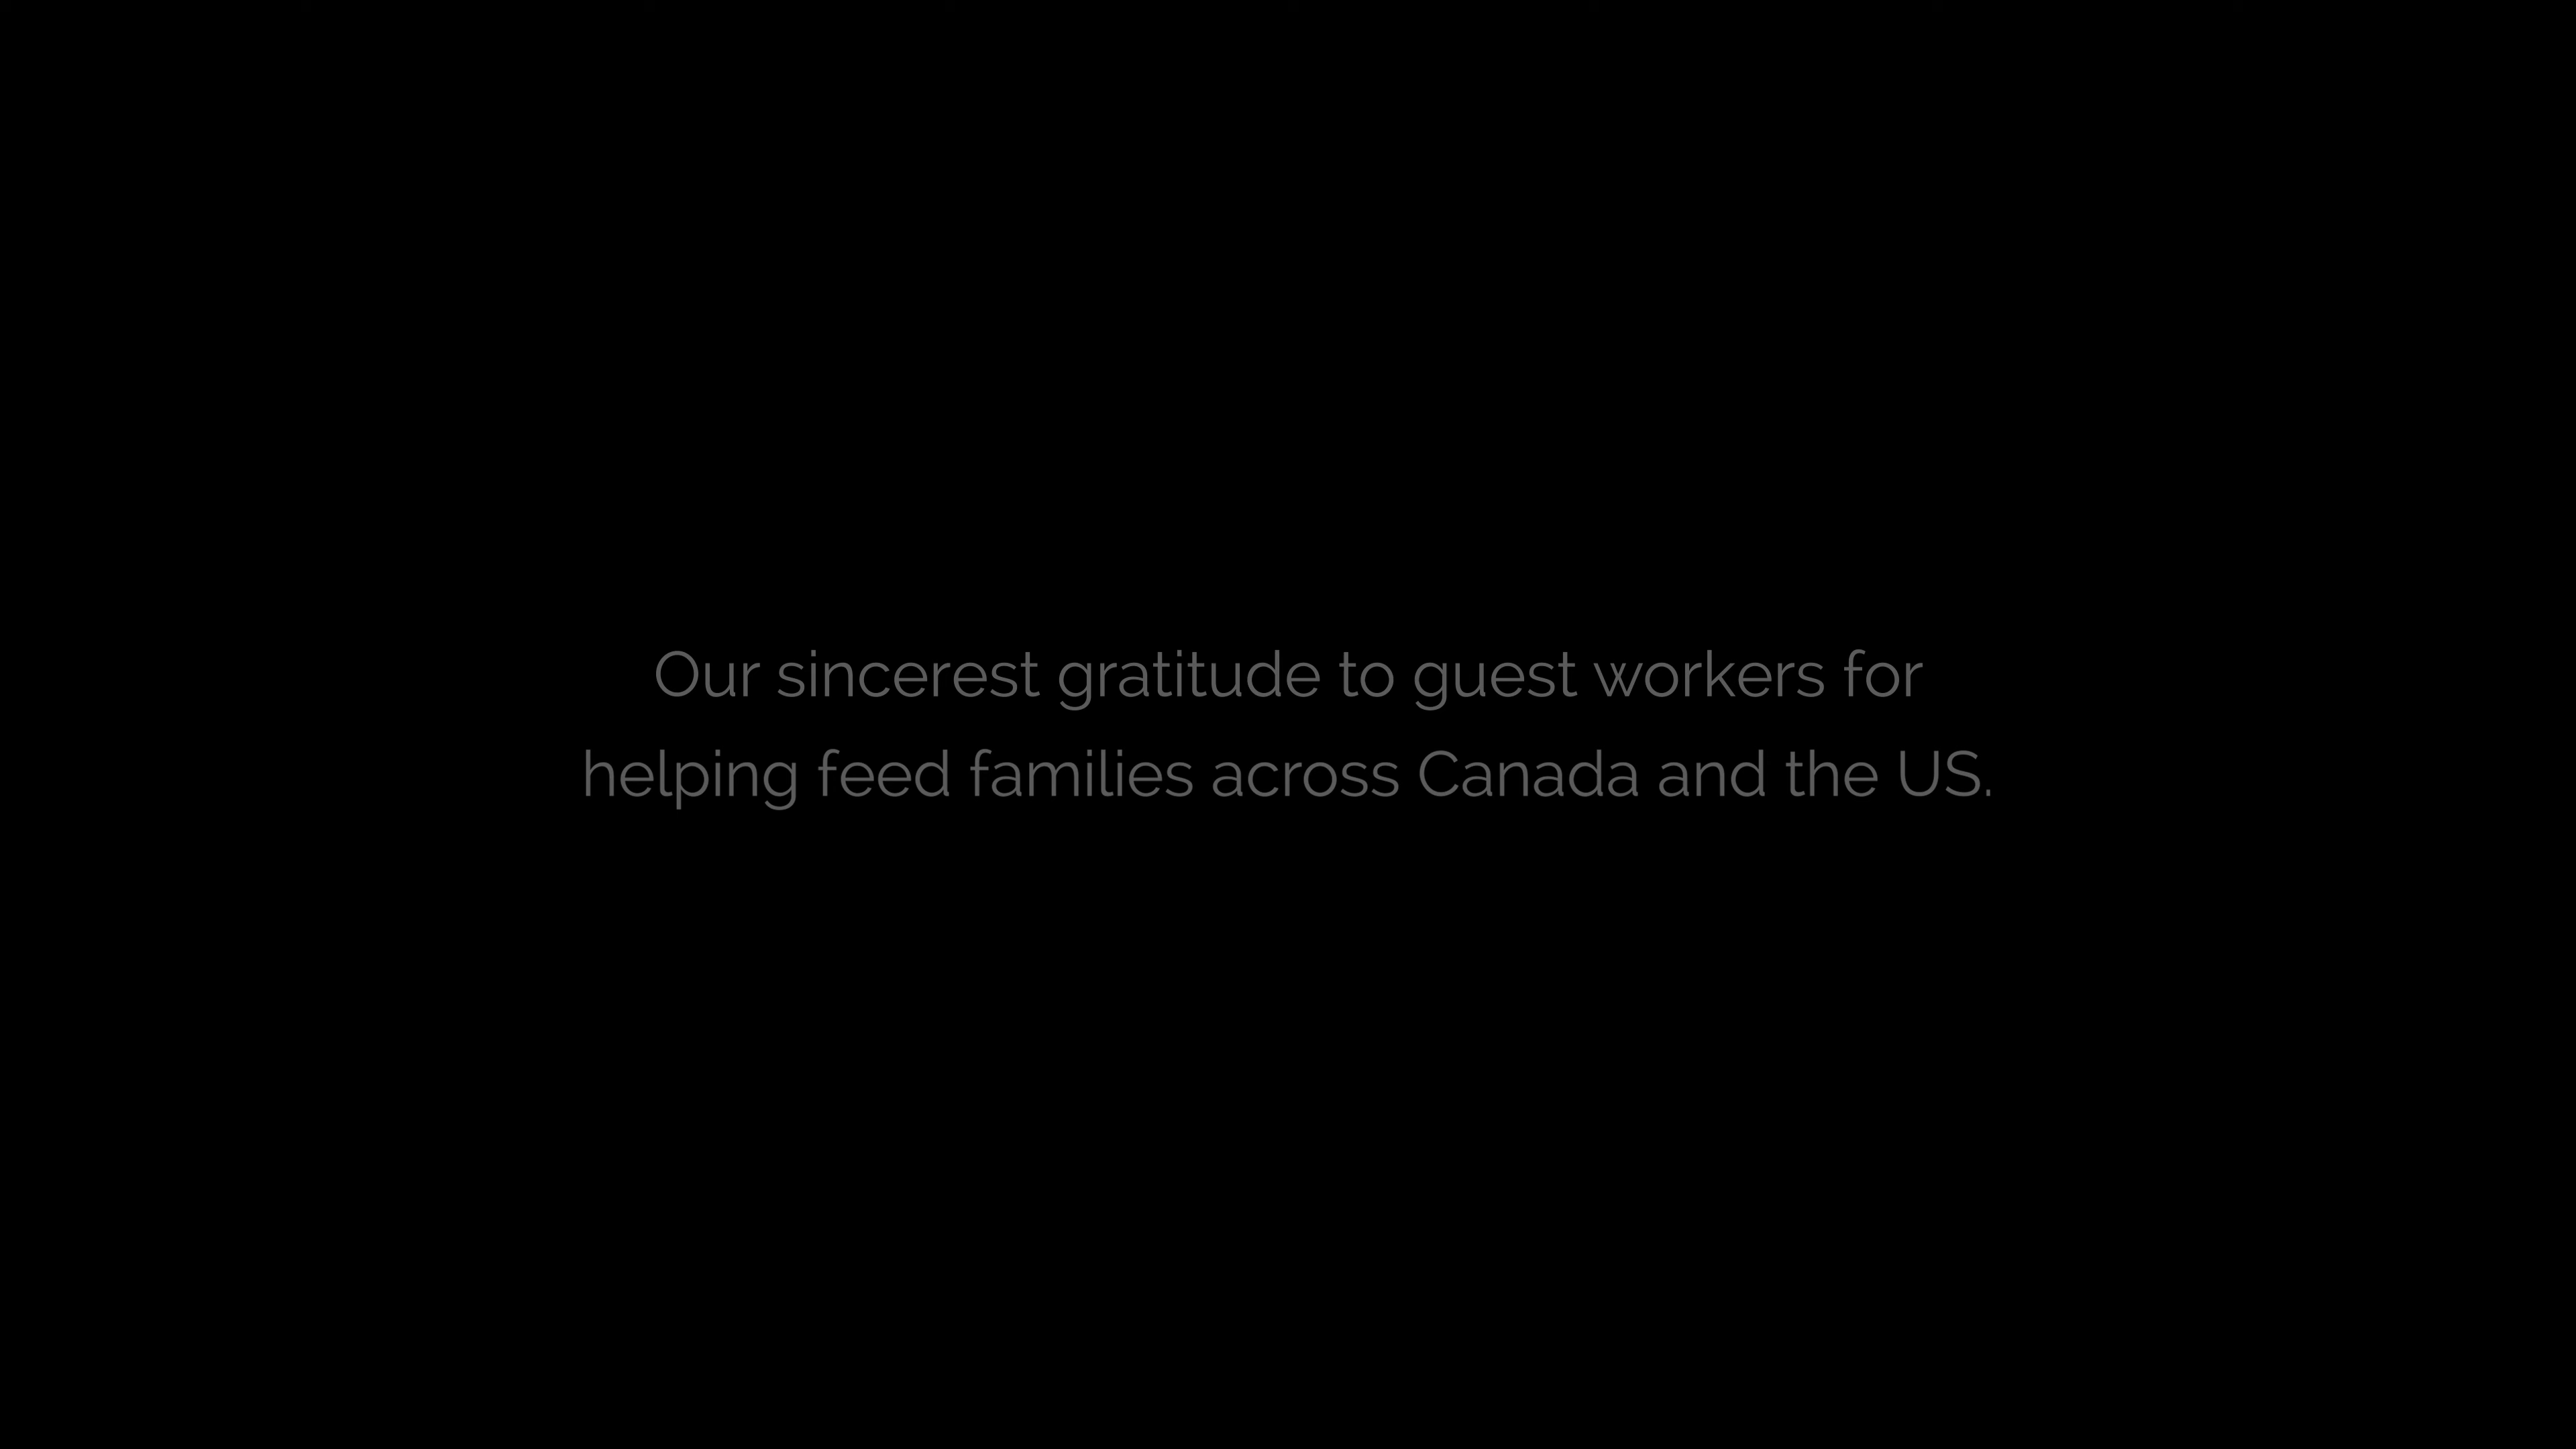 Our sincerest gratitude to guest workers for
helping feed families across Canada and the US.